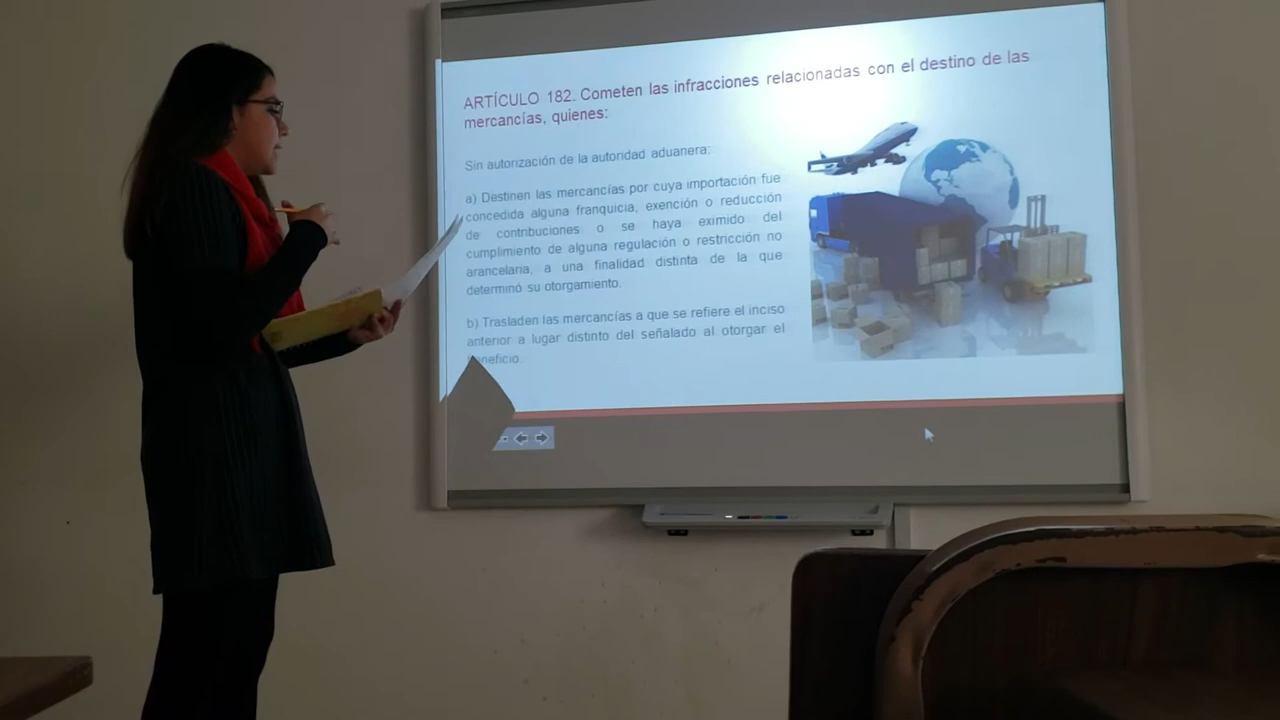 ARTÍCULO 182. Cometen las infracciones relacionadas con el destino de las
mercancías, quienes:
Sin autorización de la autoridad aduanera:
a) Destinen las mercancías por cuya importación fue
concedida alguna franquicia, exención o reducción
de contribuciones o se haya eximido del
cumplimiento de alguna regulación o restricción no
arancelaria, a una finalidad distinta de la que
determinó su otorgamiento.
b) Trasladen las mercancías a que se refiere el inciso
anterior a lugar distinto del señalado al otorgar el
beneficio.